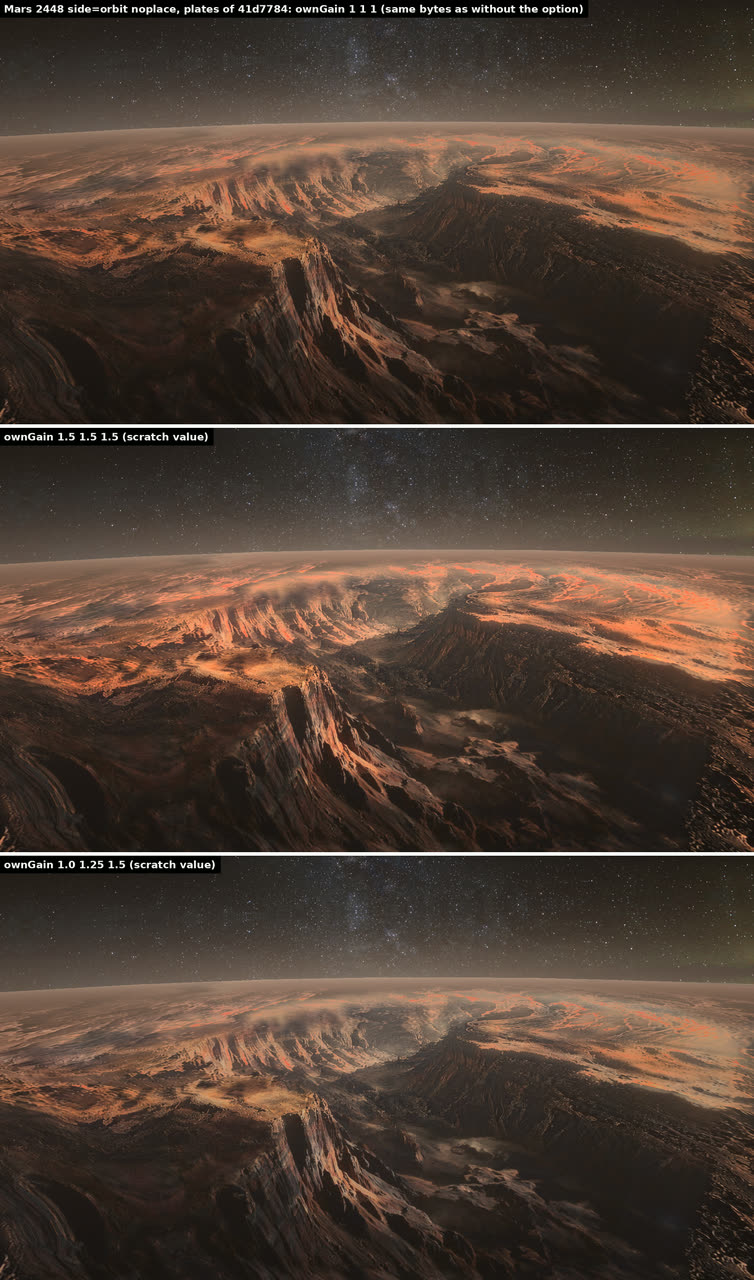 Mars 2448 side=orbit noplace, plates of 41d7784: ownGain 1 1 1 (same bytes as without the option)
ownGain 1.5 1.5 1.5 (scratch value)
ownGain 1.0 1.25 1.5 (scratch value)